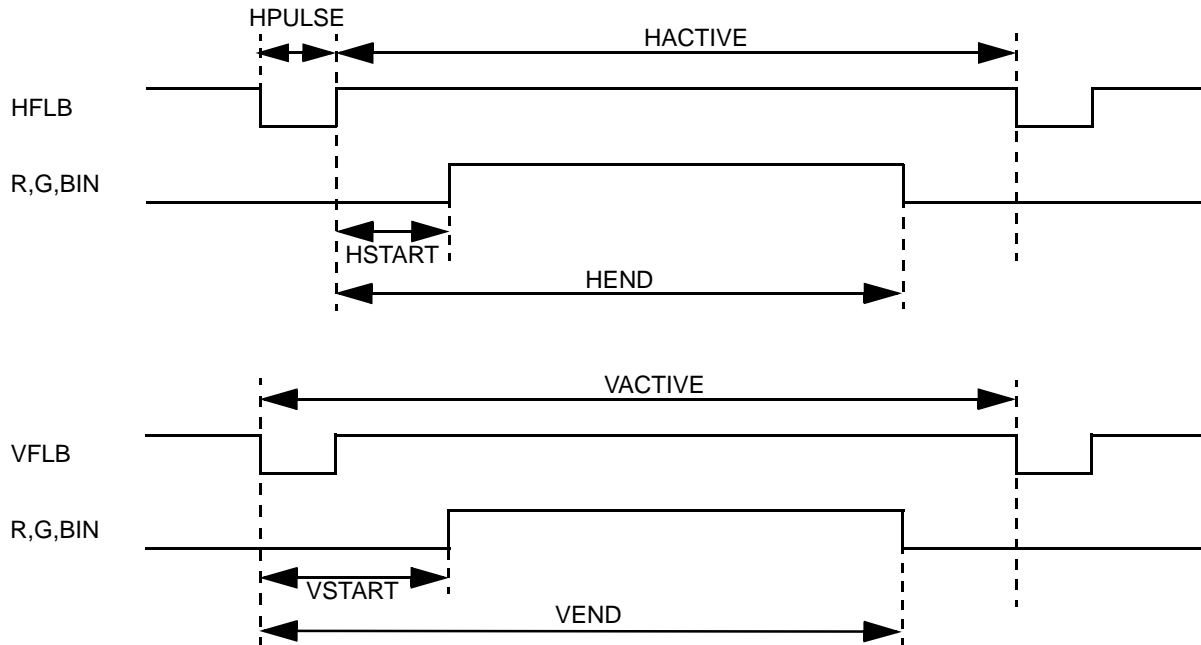 HPULSE
HACTIVE
HFLB
R,G,BIN
HSTART
HEND
VACTIVE
VFLB
R,G,BIN
VSTART
VEND